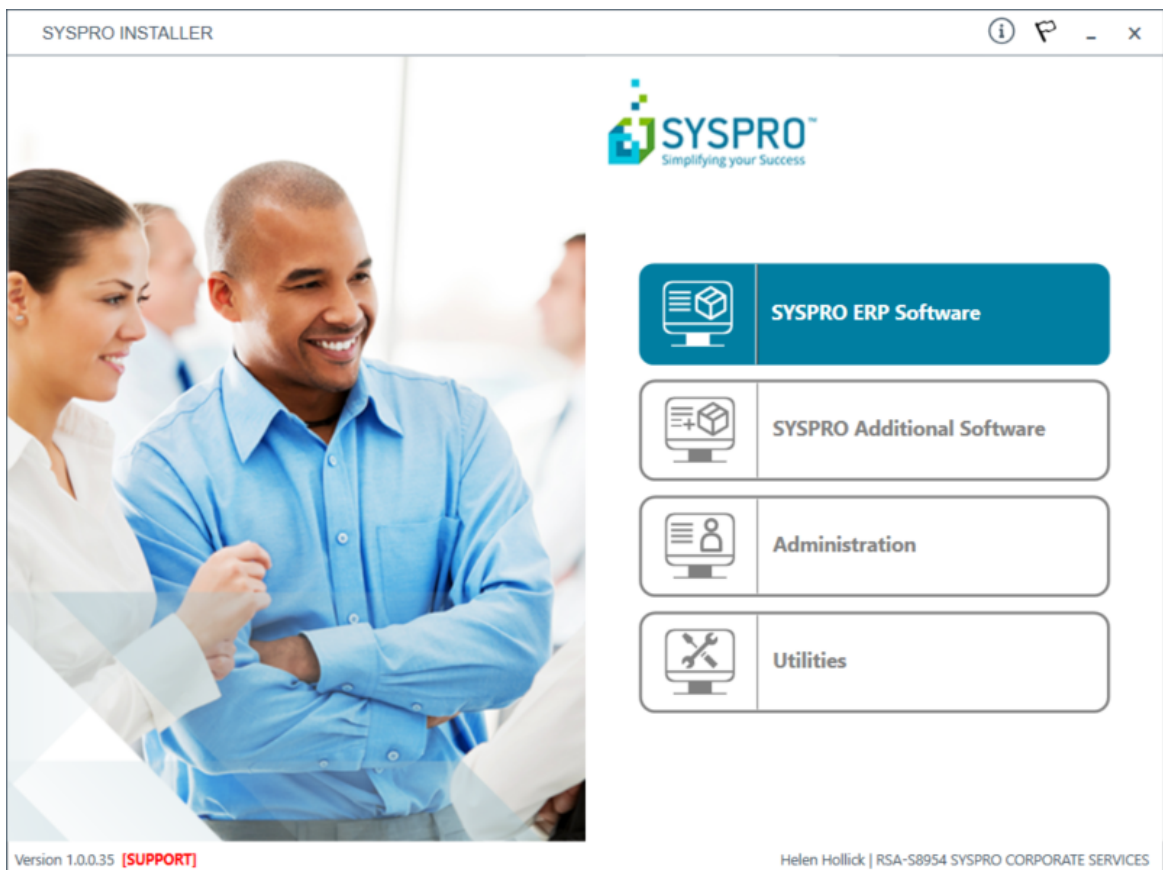 SYSPRO INSTALLER
SYSPRO™
Simplifying your Success
SYSPRO ERP Software
SYSPRO Additional Software
Administration
Utilities
Version 1.0.0.35 [SUPPORT]
Helen Hollick | RSA-S8954 SYSPRO CORPORATE SERVICES